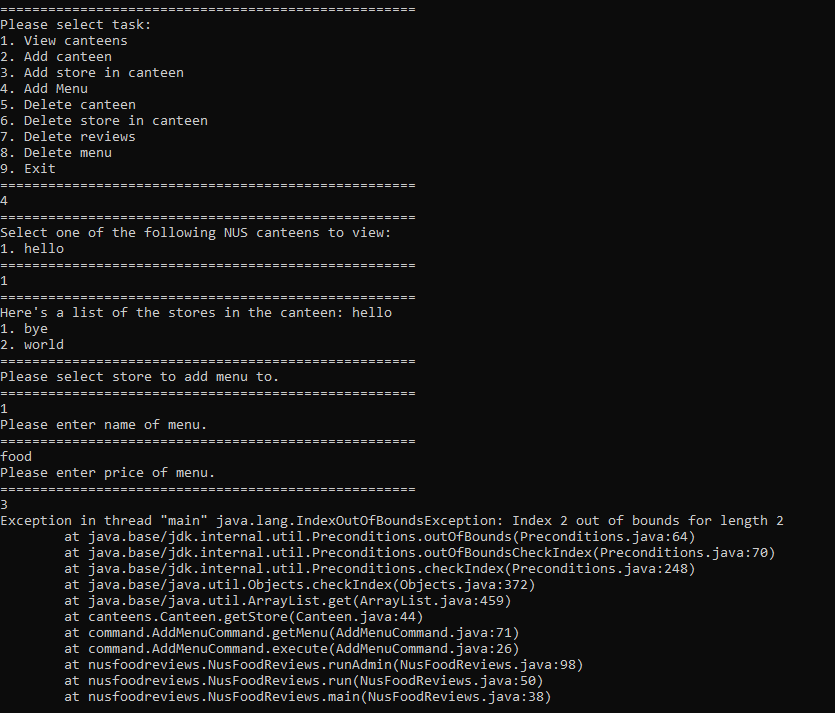 ====================================================
Please select task:
1. View canteens
2. Add canteen
3. Add store in canteen
4. Add Menu
5. Delete canteen
6. Delete store in canteen
7. Delete reviews
8. Delete menu
9. Exit
====================================================
4
====================================================
Select one of the following NUS canteens to view:
1. hello
====================================================
1
====================================================
Here's a list of the stores in the canteen: hello
1. bye
2. world
====================================================
Please select store to add menu to.
====================================================
1
Please enter name of menu.
====================================================
food
Please enter price of menu.
====================================================
3
Exception in thread "main" java.lang.IndexOutOfBoundsException: Index 2 out of bounds for length 2
        at java.base/jdk.internal.util.Preconditions.outOfBounds(Preconditions.java:64)
        at java.base/jdk.internal.util.Preconditions.outOfBoundsCheckIndex(Preconditions.java:70)
        at java.base/jdk.internal.util.Preconditions.checkIndex(Preconditions.java:248)
        at java.base/java.util.Objects.checkIndex(Objects.java:372)
        at java.base/java.util.ArrayList.get(ArrayList.java:459)
        at canteens.Canteen.getStore(Canteen.java:44)
        at command.AddMenuCommand.getMenu(AddMenuCommand.java:71)
        at command.AddMenuCommand.execute(AddMenuCommand.java:26)
        at nusfoodreviews.NusFoodReviews.runAdmin(NusFoodReviews.java:98)
        at nusfoodreviews.NusFoodReviews.run(NusFoodReviews.java:50)
        at nusfoodreviews.NusFoodReviews.main(NusFoodReviews.java:38)